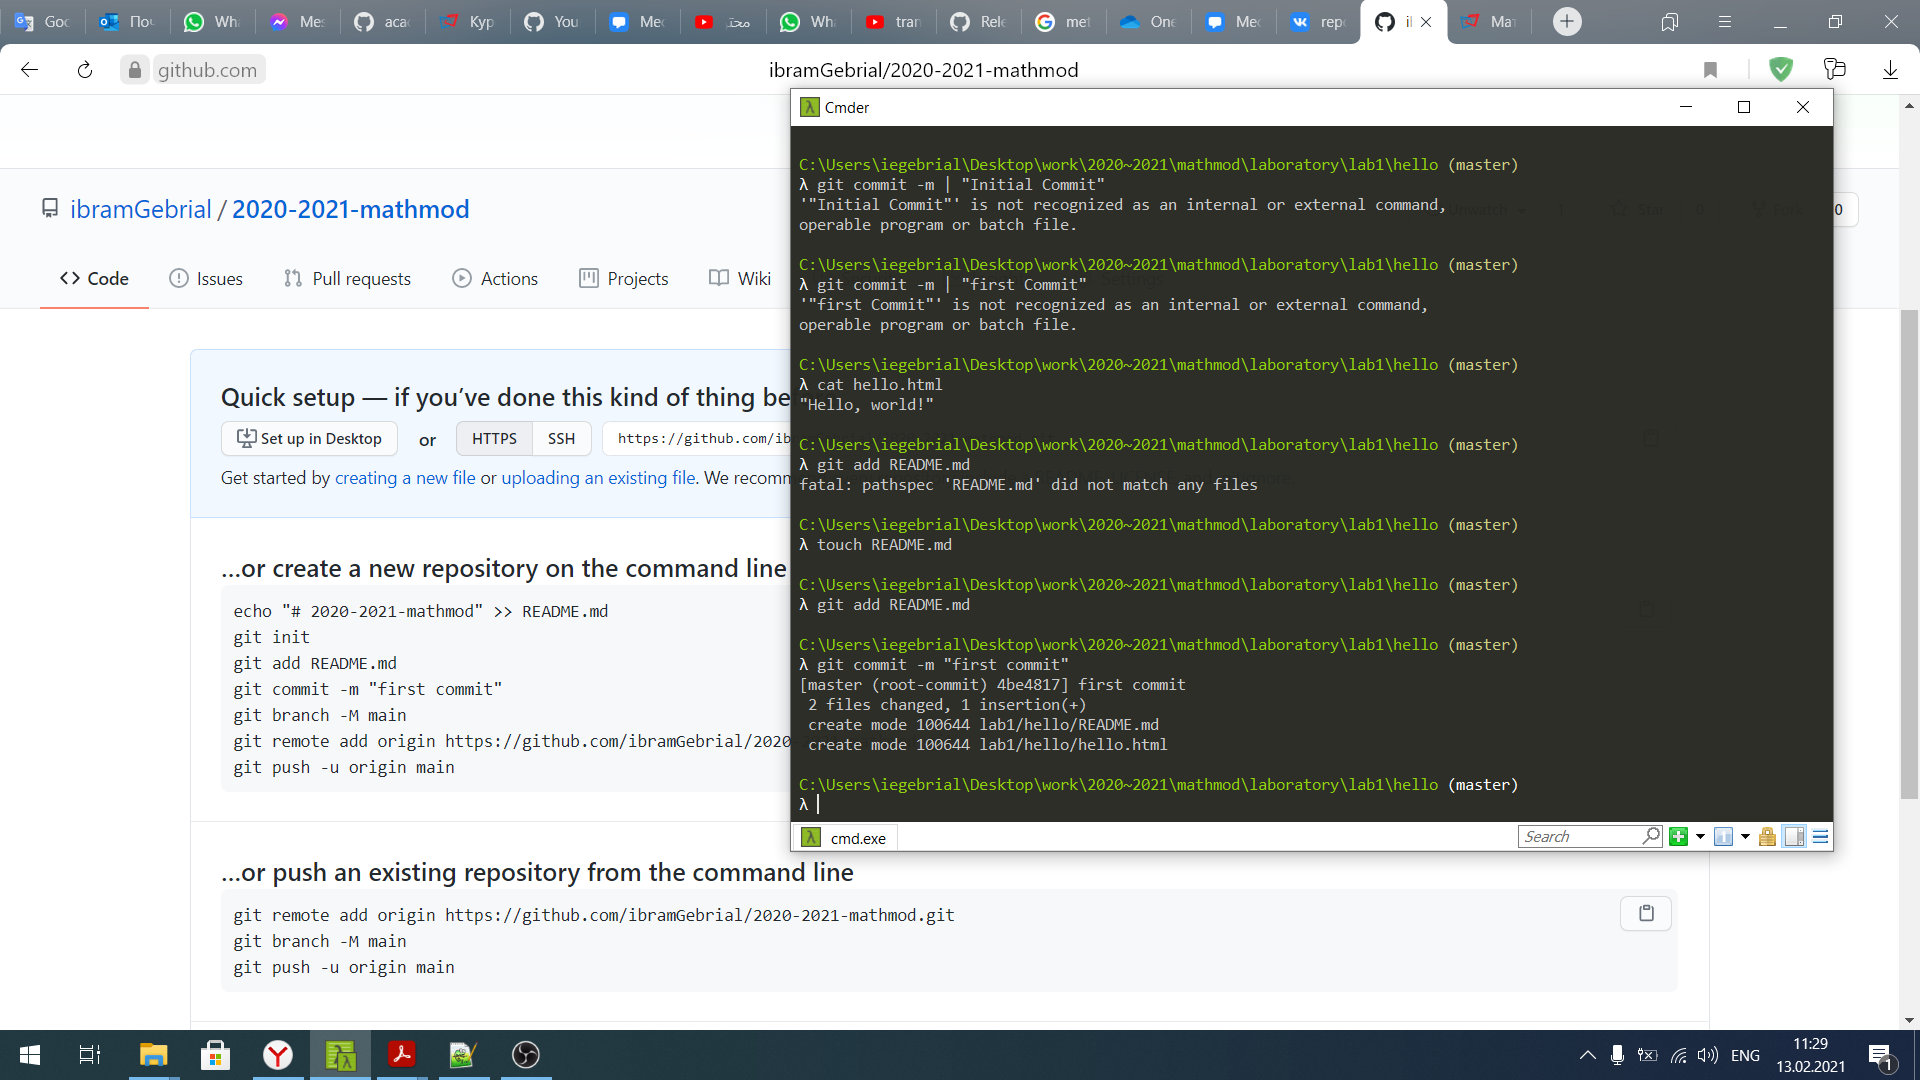 Goc
Поч
Wha
Mes
acac
Кур
You
Mec
محتز
Wha
tran
Rele
met
One
Mec
repo
Мат
github.com
ibramGebrial/2020-2021-mathmod
ibramGebrial / 2020-2021-mathmod
0
Code
Issues
Pull requests
Actions
Projects
Wiki
Quick setup — if you’ve done this kind of thing be
Set up in Desktop
or
HTTPS
SSH
https://github.com/ib
Get started by creating a new file or uploading an existing file. We recomm
…or create a new repository on the command line
echo "# 2020-2021-mathmod" >> README.md
git init
git add README.md
git commit -m "first commit"
git branch -M main
git remote add origin https://github.com/ibramGebrial/2020
git push -u origin main
…or push an existing repository from the command line
git remote add origin https://github.com/ibramGebrial/2020-2021-mathmod.git
git branch -M main
git push -u origin main
Cmder
C:\Users\iegebrial\Desktop\work\2020~2021\mathmod\laboratory\lab1\hello (master)
λ git commit -m | "Initial Commit"
'"Initial Commit"' is not recognized as an internal or external command,
operable program or batch file.
C:\Users\iegebrial\Desktop\work\2020~2021\mathmod\laboratory\lab1\hello (master)
λ git commit -m | "first Commit"
'"first Commit"' is not recognized as an internal or external command,
operable program or batch file.
C:\Users\iegebrial\Desktop\work\2020~2021\mathmod\laboratory\lab1\hello (master)
λ cat hello.html
"Hello, world!"
C:\Users\iegebrial\Desktop\work\2020~2021\mathmod\laboratory\lab1\hello (master)
λ git add README.md
fatal: pathspec 'README.md' did not match any files
C:\Users\iegebrial\Desktop\work\2020~2021\mathmod\laboratory\lab1\hello (master)
λ touch README.md
C:\Users\iegebrial\Desktop\work\2020~2021\mathmod\laboratory\lab1\hello (master)
λ git add README.md
C:\Users\iegebrial\Desktop\work\2020~2021\mathmod\laboratory\lab1\hello (master)
λ git commit -m "first commit"
[master (root-commit) 4be4817] first commit
2 files changed, 1 insertion(+)
create mode 100644 lab1/hello/README.md
create mode 100644 lab1/hello/hello.html
C:\Users\iegebrial\Desktop\work\2020~2021\mathmod\laboratory\lab1\hello (master)
λ
cmd.exe
Search
ENG
11:29
13.02.2021
1